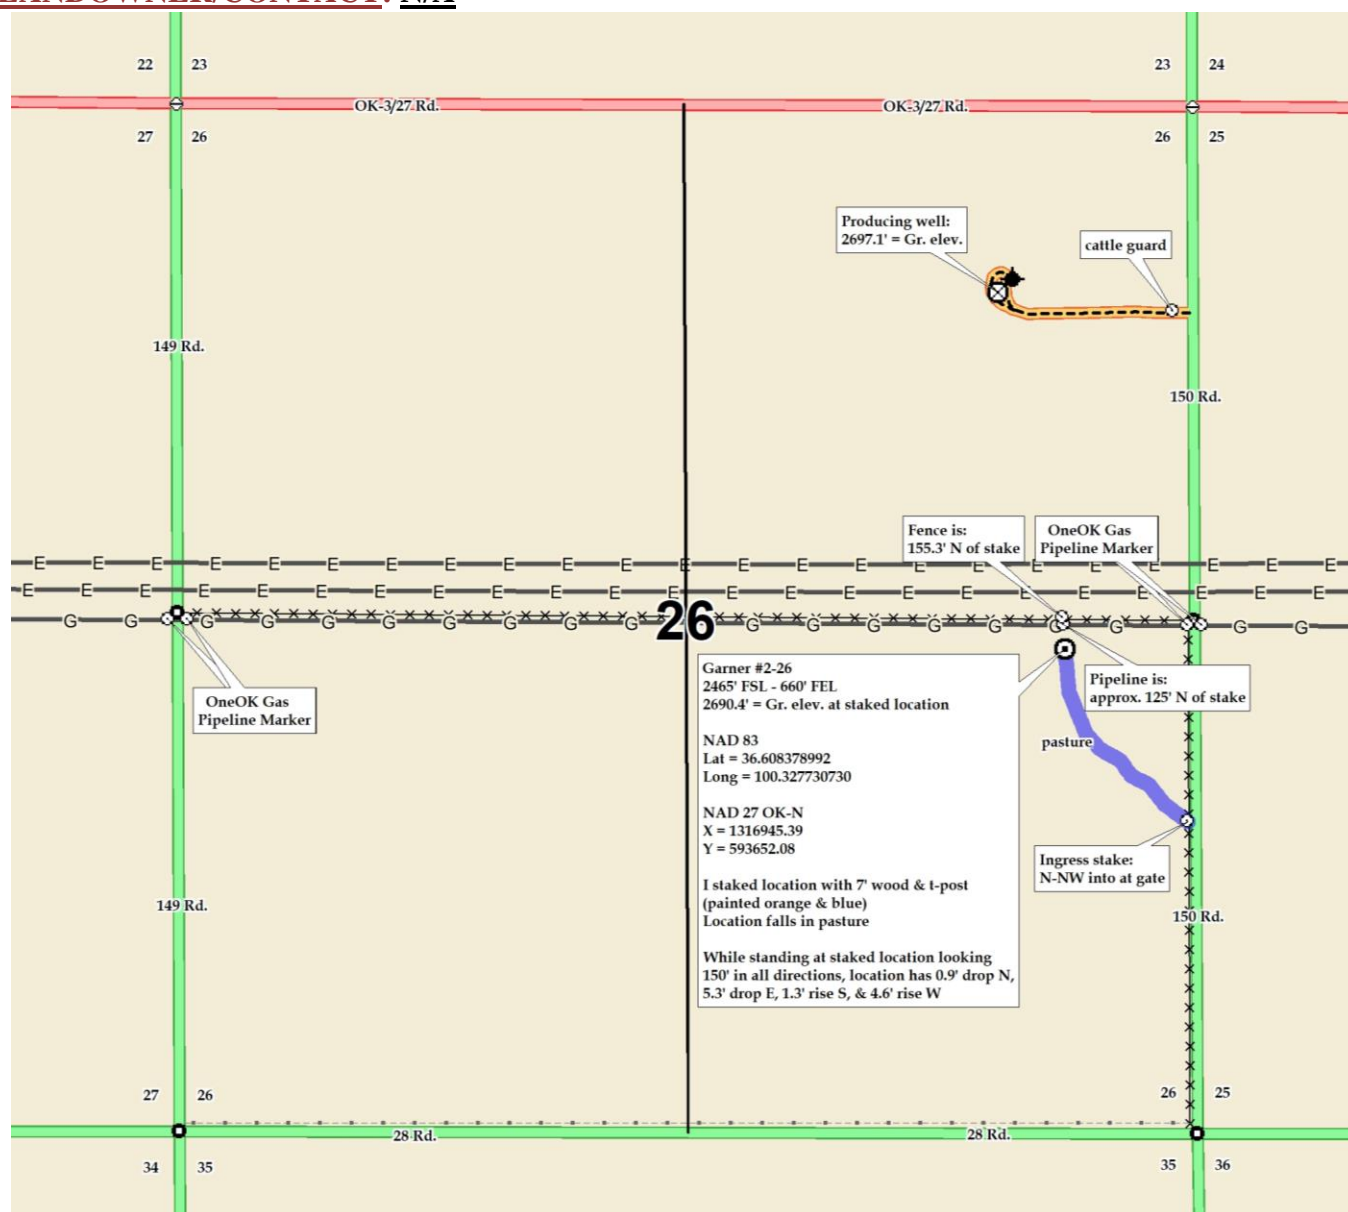 LANDOWNER/CONTACT: N/A
22 23
23 24
OK-3/27 Rd.
OK-3/27 Rd.
27 26
26 25
Producing well:
2697.1' = Gr. elev.
cattle guard
149 Rd.
150 Rd.
Fence is:
155.3' N of stake
OneOK Gas
Pipeline Marker
E E E E E E E E E E E E E E E E E E E E E E E
E E E E E E E E E E E E E E E E E E E E E E E
26
G G G G G G G G G G G G G G G G G G G G
OneOK Gas
Pipeline Marker
Garner #2-26
2465' FSL - 660' FEL
2690.4' = Gr. elev. at staked location
NAD 83
Lat = 36.608378992
Long = 100.327730730
NAD 27 OK-N
X = 1316945.39
Y = 593652.08
I staked location with 7' wood & t-post
(painted orange & blue)
Location falls in pasture
While standing at staked location looking
150' in all directions, location has 0.9' drop N,
5.3' drop E, 1.3' rise S, & 4.6' rise W
Pipeline is:
approx. 125' N of stake
pasture
Ingress stake:
N-NW into at gate
149 Rd.
150 Rd.
27 26
26 25
28 Rd.
28 Rd.
34 35
35 36